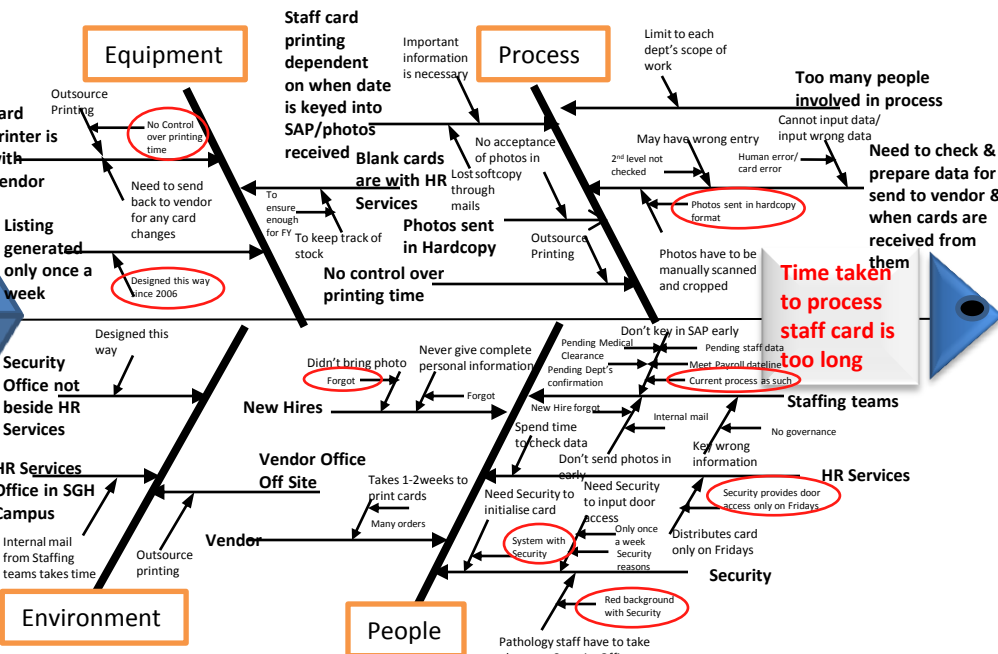 Equipment
Staff card
printing
dependent
on when date
is keyed into
SAP/photos
received
Important
information
is necessary
Process
Limit to each
dept's scope of
work
Too many people
involved in process
Cannot input data/
input wrong data
Outsource
Printing
No Control
over printing
time
Need to send
back to vendor
for any card
changes
Blank cards
are with HR
Services
To
ensure
enough
for FY
To keep track of
stock
No acceptance
of photos in
softcopy
Lost
through
mails
May have wrong entry
2nd level not
checked
Human error/
card error
Need to check &
prepare data for
send to vendor &
when cards are
received from
them
Photos sent in hardcopy
format
Photos have to be
manually scanned
and cropped
Photos sent
in Hardcopy
Outsource
Printing
No control over
printing time
vendor
Listing
generated
only once a
week
Designed this way
since 2006
Time taken
to process
staff card is
too long
Designed this
way
Security
Office not
beside HR
Services
HR Services
Office in SGH
Campus
Internal mail
from Staffing
teams takes time
Outsource
printing
Vendor Office
Off Site
Environment
Didn't bring photo
Forgot
Never give complete
personal information
Forgot
New Hires
Takes 1-2weeks to
print cards
Many orders
Vendor
Don't key in SAP early
Pending Medical
Clearance
Pending staff data
Meet Payroll dateline
Pending Dept's
confirmation
Current process as such
Staffing teams
New Hire forgot
Internal mail
No governance
Spend time
to check data
Don't send photos in
early
Key wrong
information
HR Services
Need Security to
initialise card
Need Security
to input door
access
Security provides door
access only on Fridays
Distributes card
only on Fridays
System with
Security
Only once
a week
Security
reasons
Security
Red background
with Security
Pathology staff have to take
People